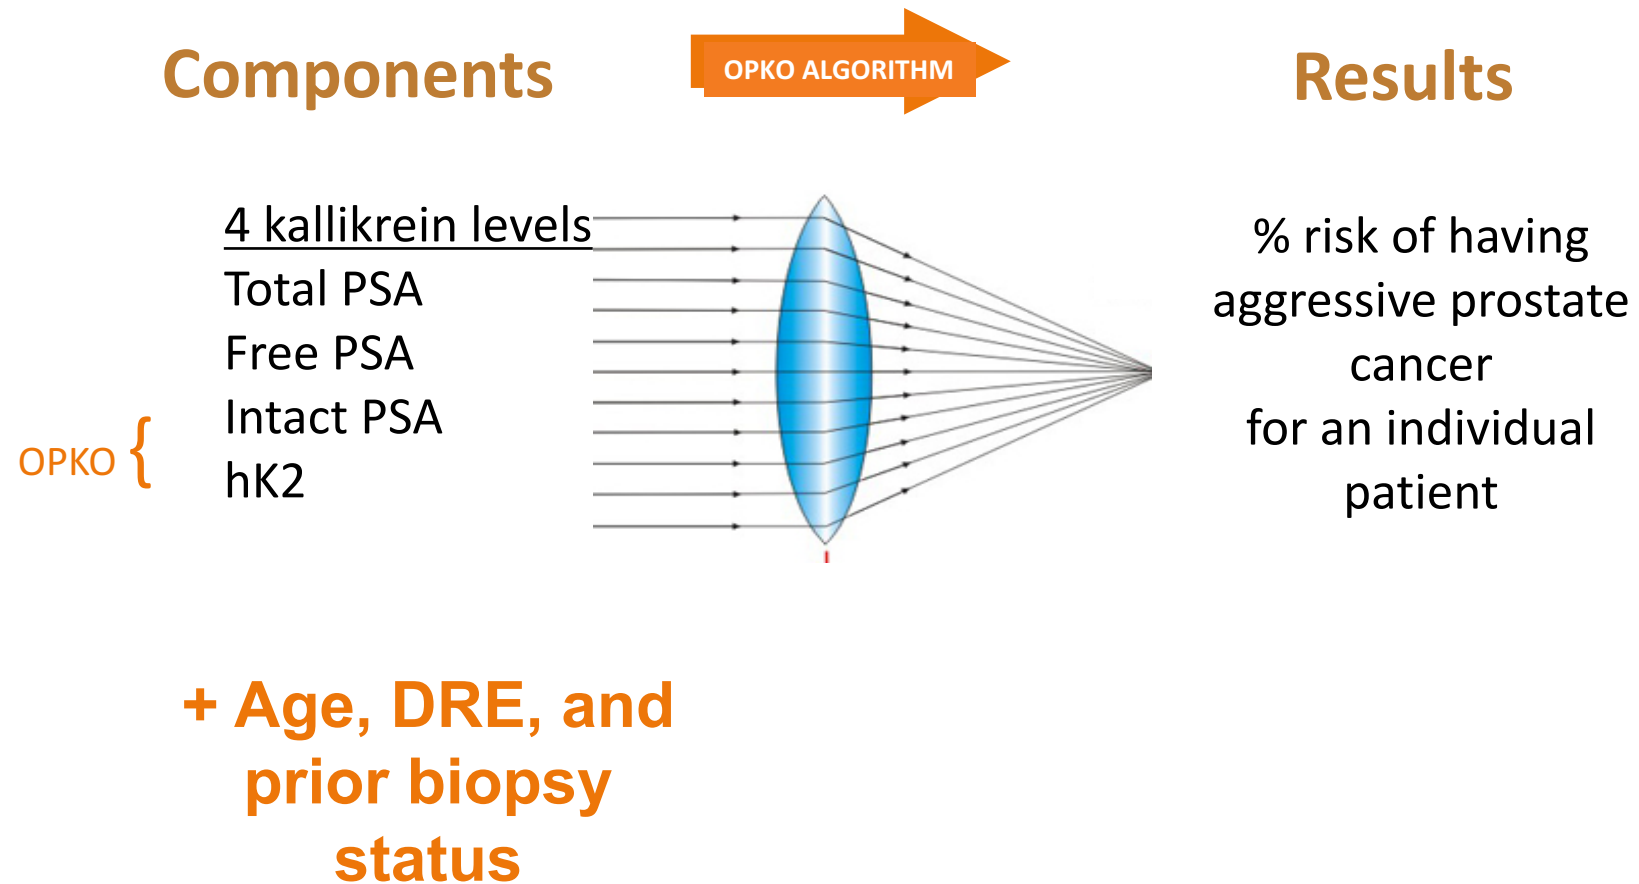 Components
OPKO ALGORITHM
Results
4 kallikrein levels
Total PSA
Free PSA
Intact PSA
hK2
OPKO {
% risk of having
aggressive prostate
cancer
for an individual
patient
+ Age, DRE, and
prior biopsy
status